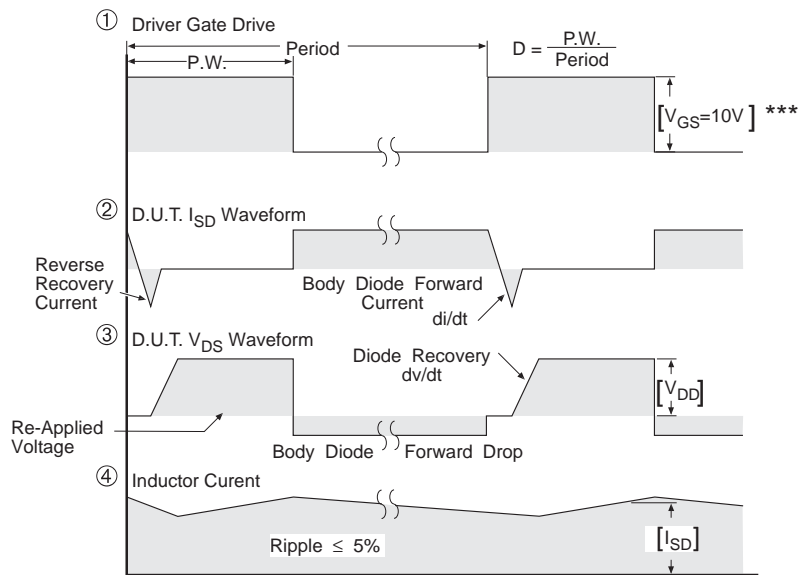 ① Driver Gate Drive
Period
P.W.
D = P.W. / Period
[VGS=10V] ***
② D.U.T. ISD Waveform
Reverse
Recovery
Current
Body Diode Forward
Current
di/dt
③ D.U.T. VDS Waveform
Diode Recovery
dv/dt
[VDD]
Re-Applied
Voltage
Body Diode Forward Drop
④ Inductor Curent
Ripple ≤ 5%
[ISD]